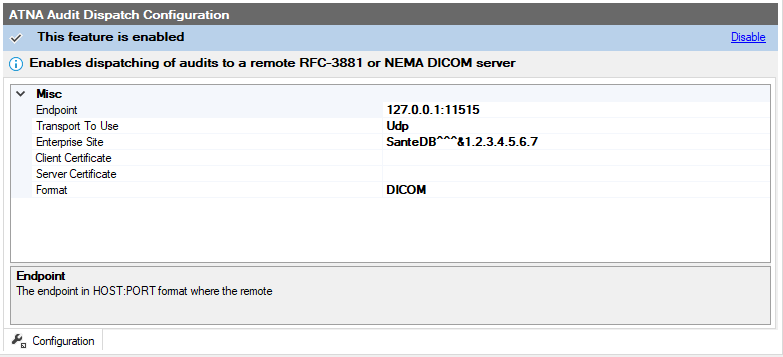 ATNA Audit Dispatch Configuration
This feature is enabled Disable
Enables dispatching of audits to a remote RFC-3881 or NEMA DICOM server
Misc
Endpoint 127.0.0.1:11515
Transport To Use Udp
Enterprise Site SanteDB^^^&1.2.3.4.5.6.7
Client Certificate
Server Certificate
Format DICOM
Endpoint
The endpoint in HOST:PORT format where the remote
Configuration